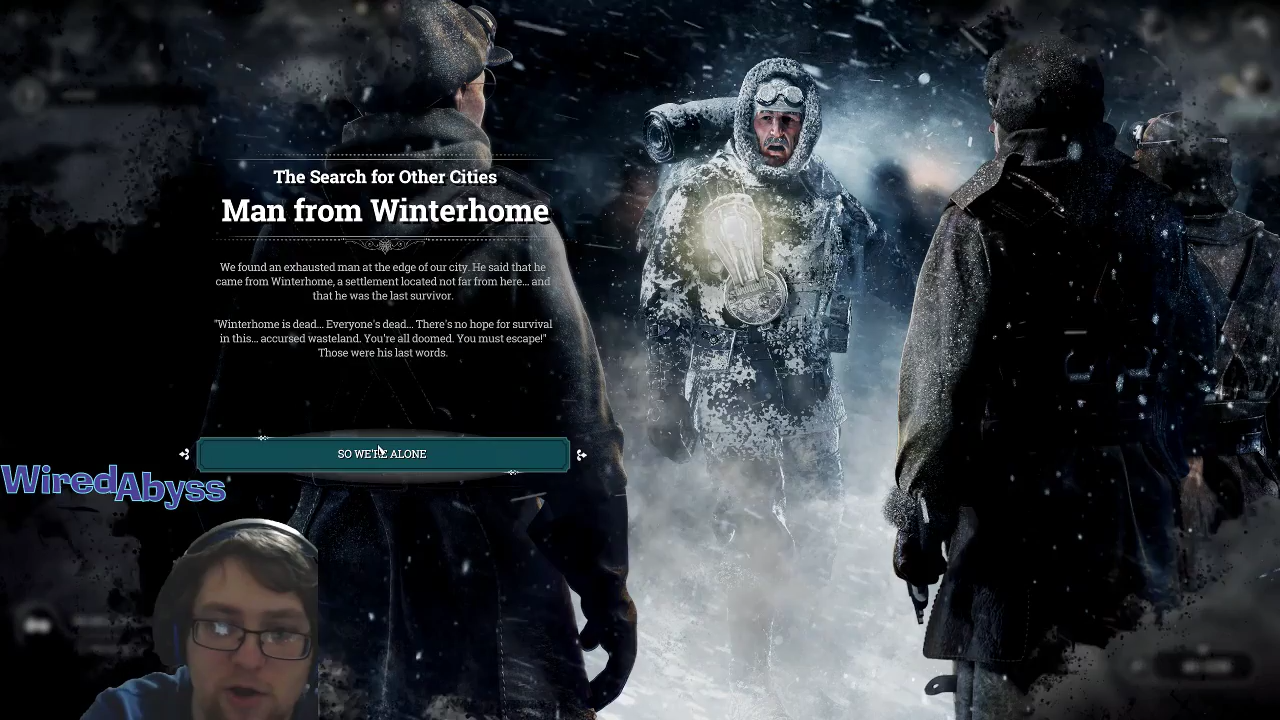 The Search for Other Cities
Man from Winterhome
We found an exhausted man at the edge of our city. He said that he
came from Winterhome, a settlement located not far from here... and
that he was the last survivor.
"Winterhome is dead... Everyone's dead... There's no hope for survival
in this... accursed wasteland. You're all doomed. You must escape!"
Those were his last words.
SO WE'RE ALONE
WiredAbyss